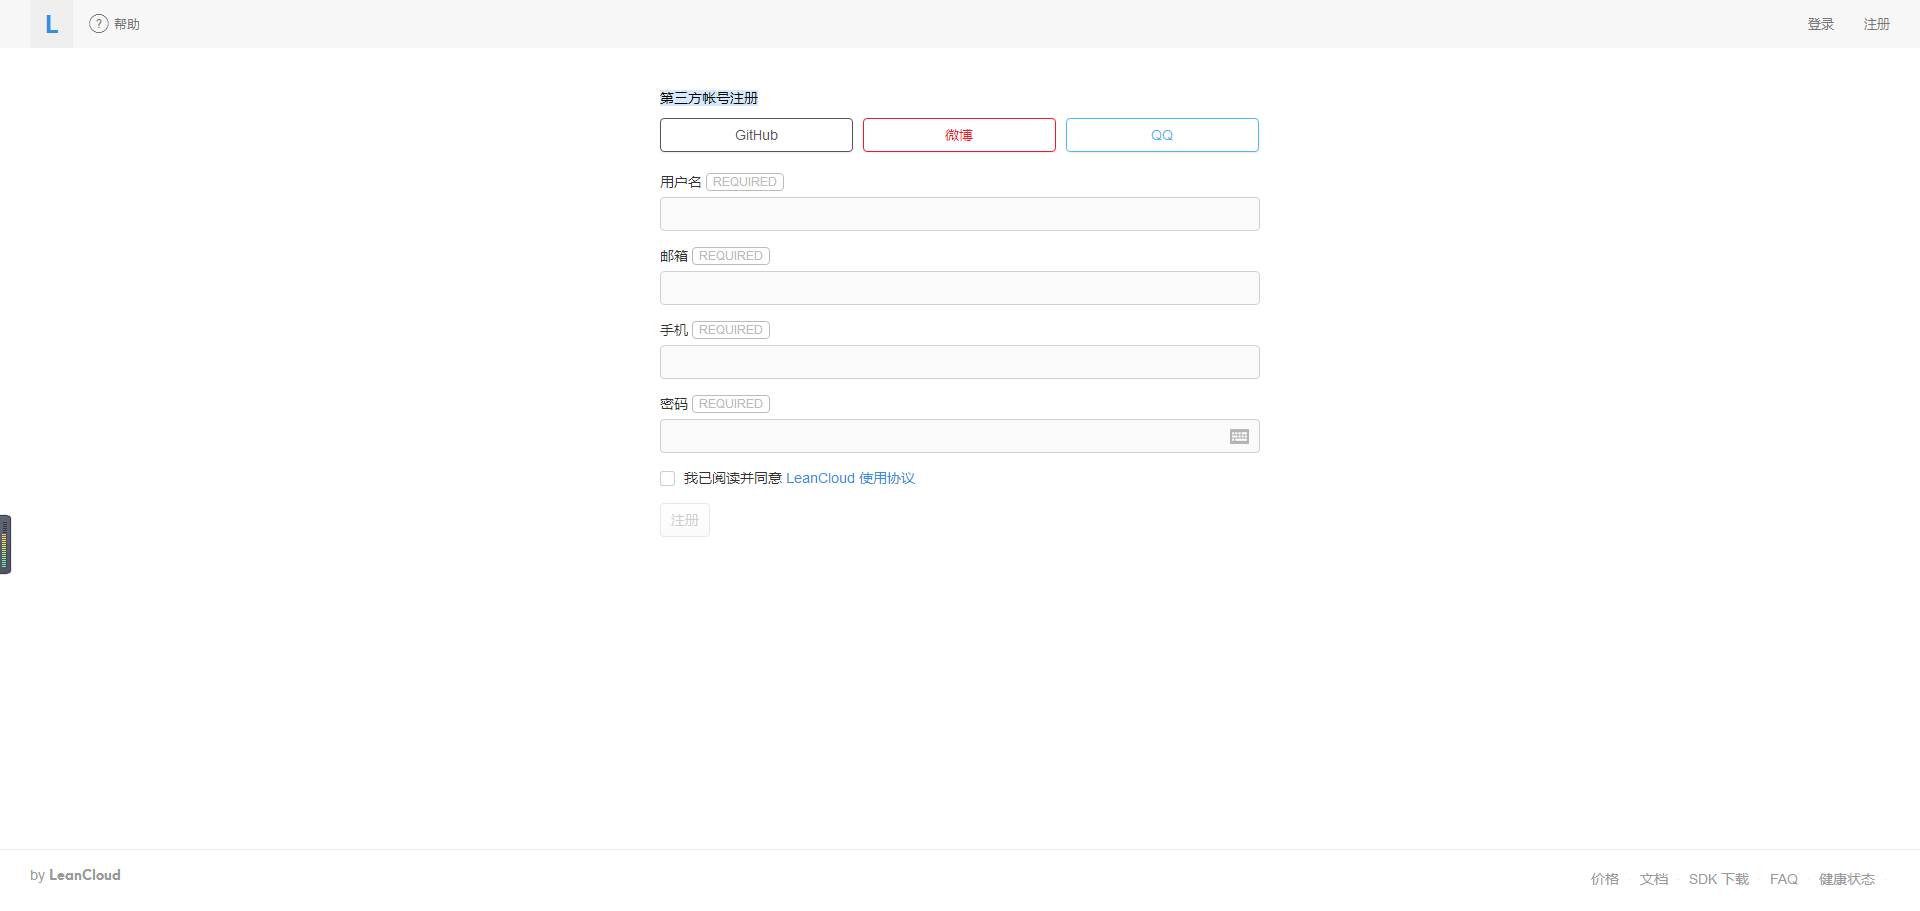 L ? 帮助 登录 注册
第三方帐号注册
GitHub 微博 QQ
用户名 REQUIRED
邮箱 REQUIRED
手机 REQUIRED
密码 REQUIRED
我已阅读并同意 LeanCloud 使用协议
注册
by LeanCloud 价格 文档 SDK 下载 FAQ 健康状态